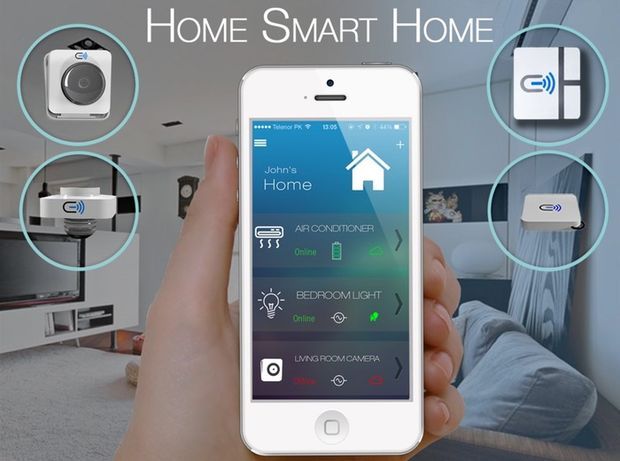 HOME SMART HOME
Telenor PK 13:05 44%
John's
Home
AIR CONDITIONER
Online
BEDROOM LIGHT
Online
LIVING ROOM CAMERA
Offline